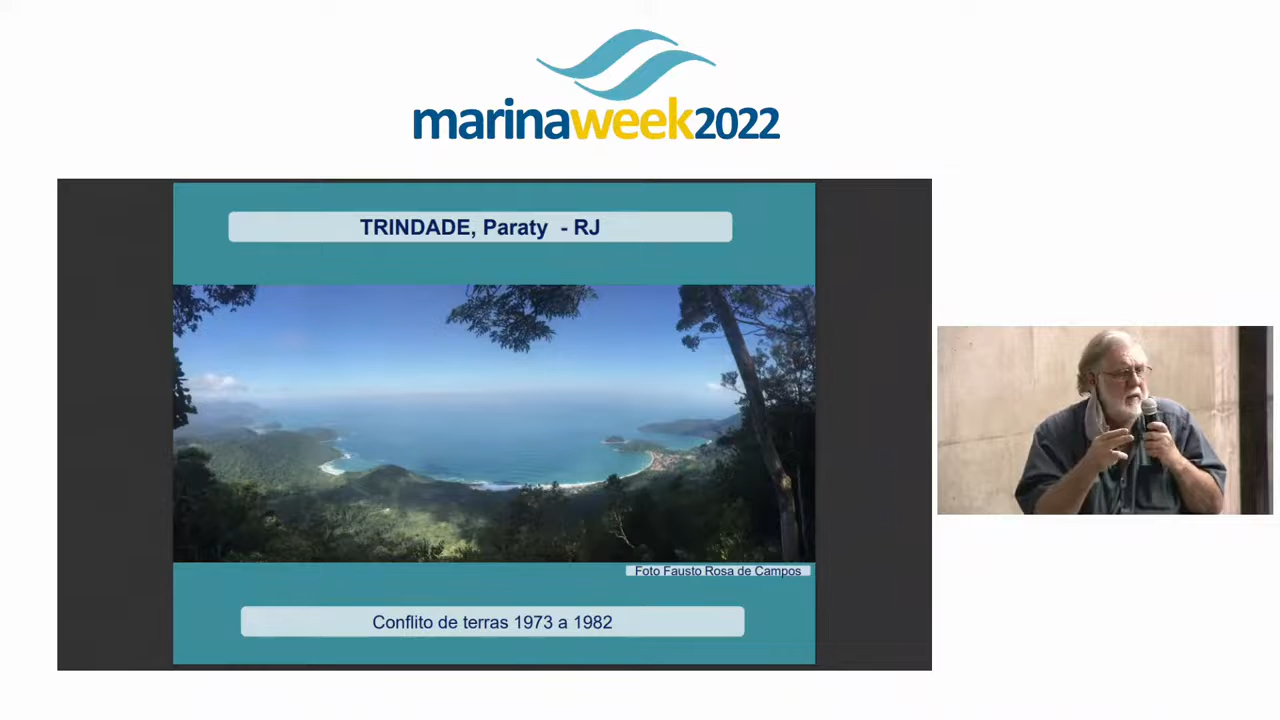 marinaweek2022
TRINDADE, Paraty - RJ
Foto Fausto Rosa de Campos
Conflito de terras 1973 a 1982